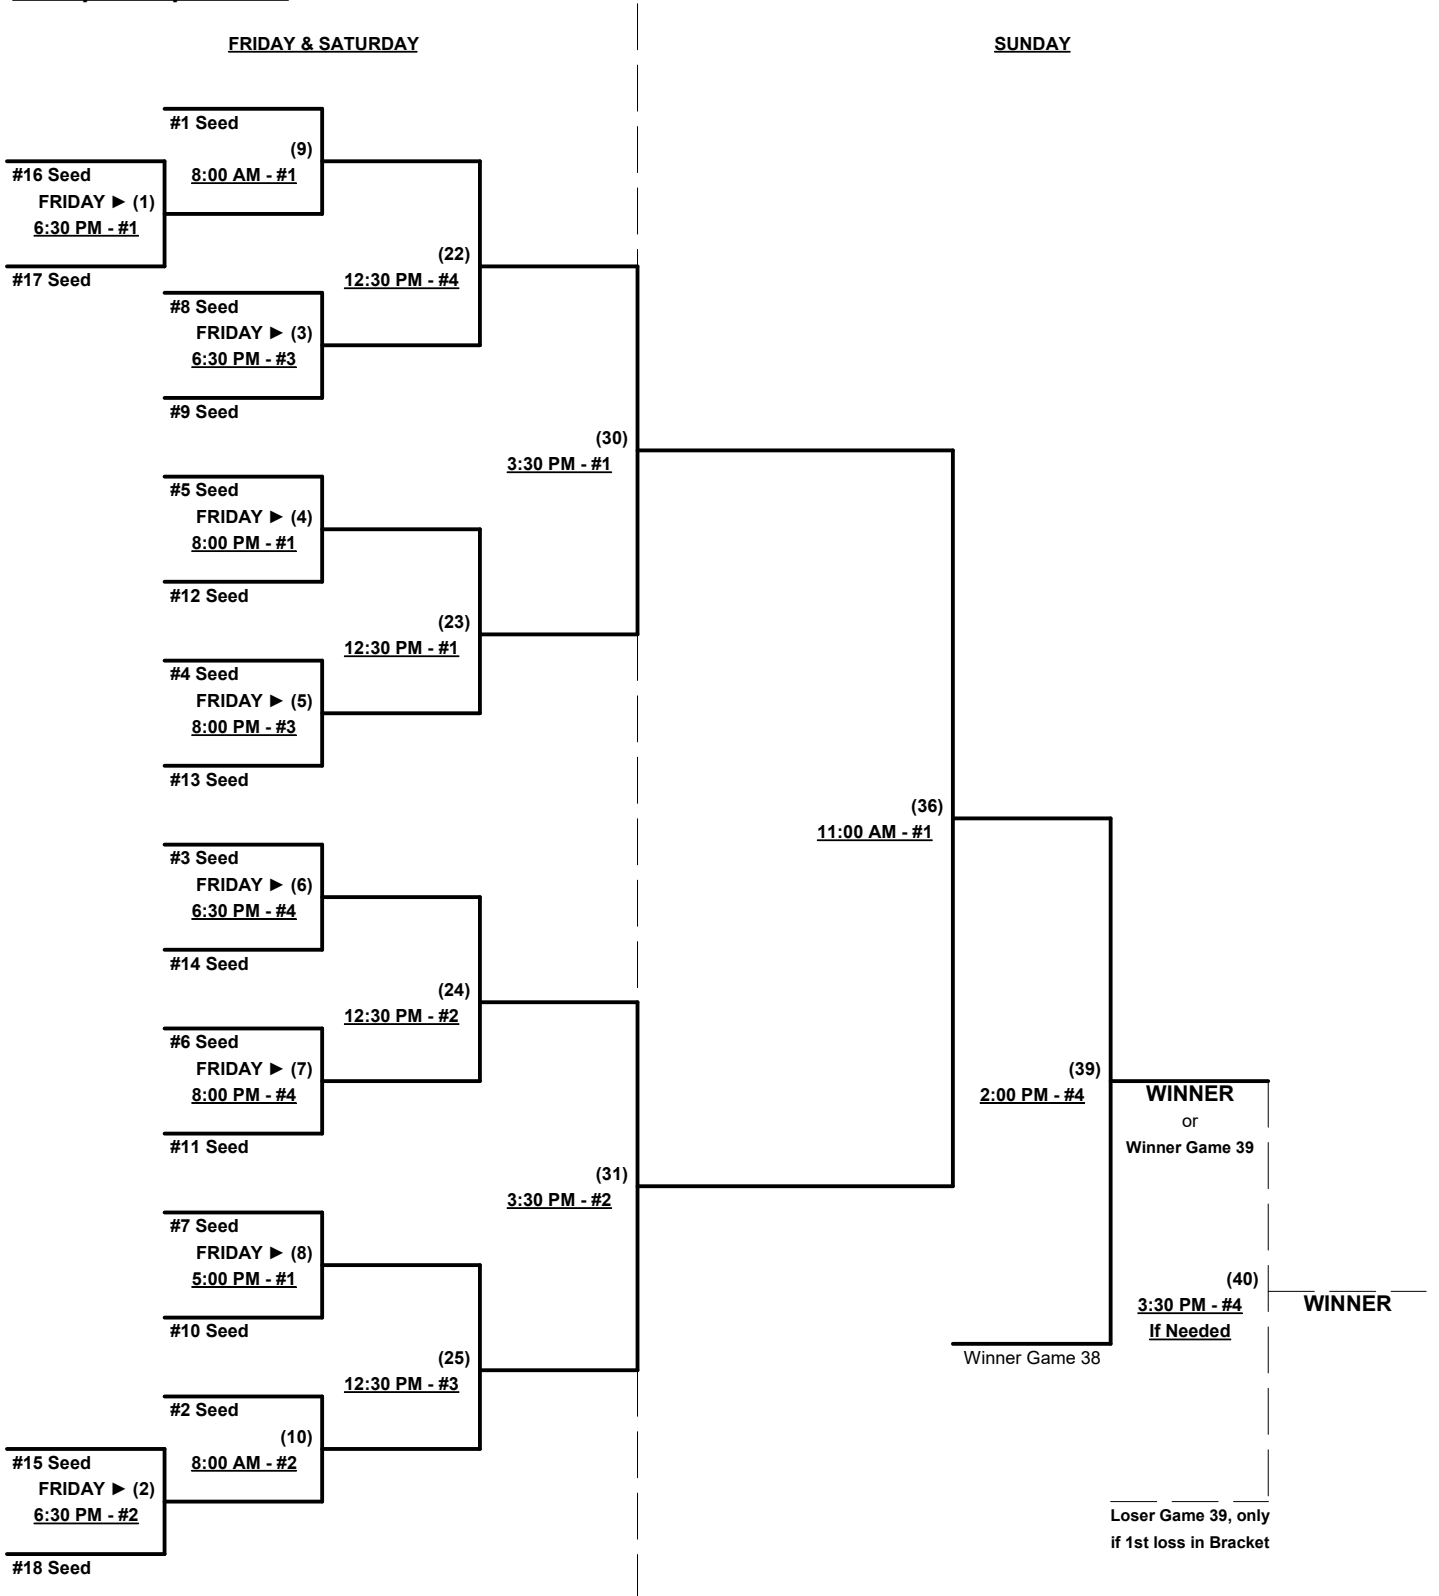 FRIDAY & SATURDAY
SUNDAY
#1 Seed
(9)
8:00 AM - #1
#16 Seed
FRIDAY ► (1)
6:30 PM - #1
#17 Seed
(22)
12:30 PM - #4
#8 Seed
FRIDAY ► (3)
6:30 PM - #3
#9 Seed
(30)
3:30 PM - #1
#5 Seed
FRIDAY ► (4)
8:00 PM - #1
#12 Seed
(23)
12:30 PM - #1
#4 Seed
FRIDAY ► (5)
8:00 PM - #3
#13 Seed
(36)
11:00 AM - #1
#3 Seed
FRIDAY ► (6)
6:30 PM - #4
#14 Seed
(24)
12:30 PM - #2
#6 Seed
FRIDAY ► (7)
8:00 PM - #4
#11 Seed
(39)
2:00 PM - #4
WINNER
or
Winner Game 39
(31)
3:30 PM - #2
#7 Seed
FRIDAY ► (8)
5:00 PM - #1
#10 Seed
(40)
3:30 PM - #4
If Needed
WINNER
Winner Game 38
(25)
12:30 PM - #3
#2 Seed
(10)
8:00 AM - #2
#15 Seed
FRIDAY ► (2)
6:30 PM - #2
#18 Seed
Loser Game 39, only
if 1st loss in Bracket